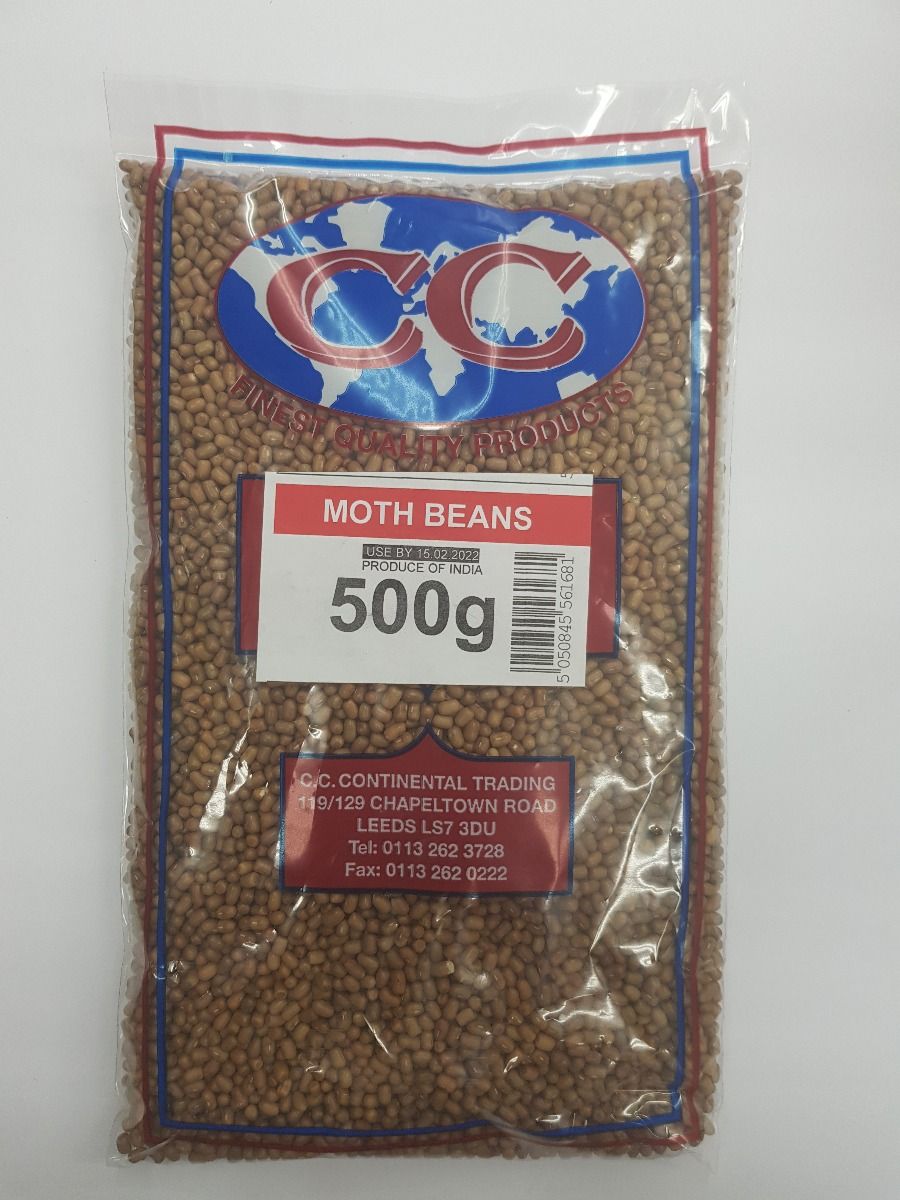 CC
FINEST QUALITY PRODUCTS
MOTH BEANS
USE BY 15.02.2022
PRODUCE OF INDIA
500g
5 050845 561681
C.C. CONTINENTAL TRADING
119/129 CHAPELTOWN ROAD
LEEDS LS7 3DU
Tel: 0113 262 3728
Fax: 0113 262 0222